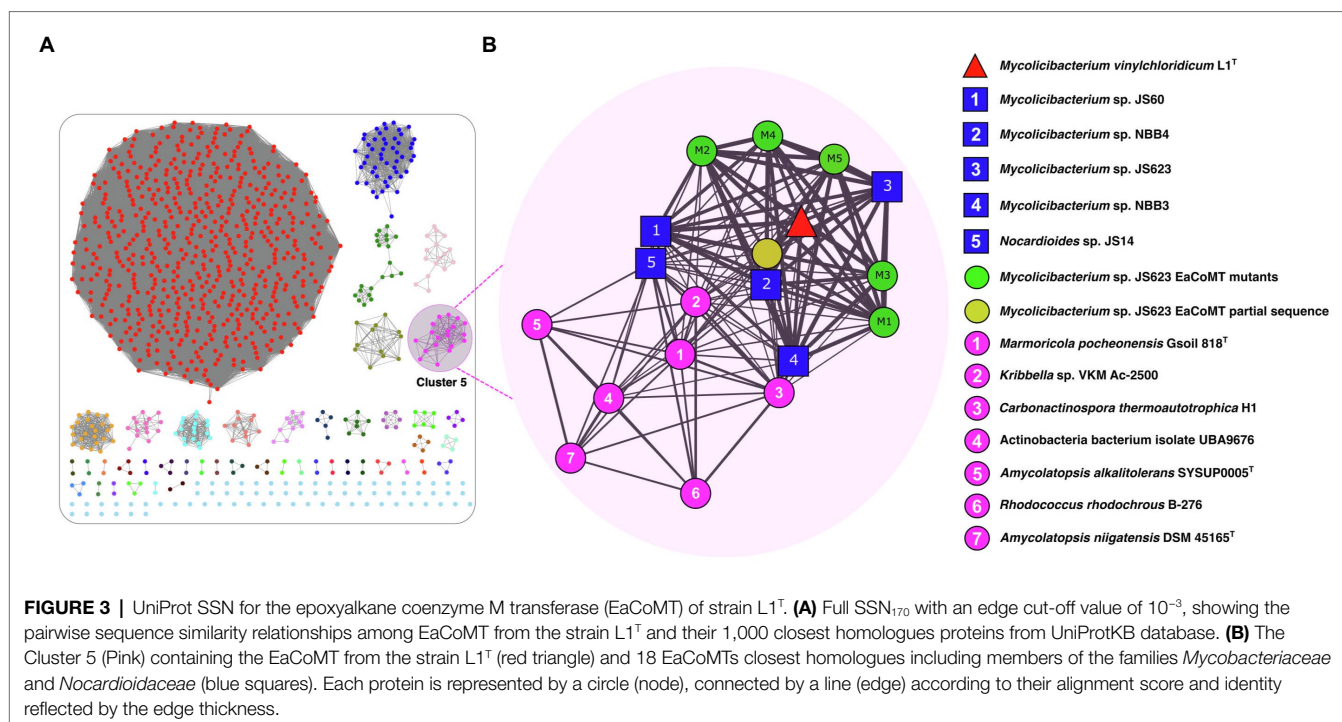 A
B
Cluster 5
M4
M2
M5
3
1
5
2
M3
M1
2
5
1
4
3
4
7
6
Mycolicibacterium vinylchloridicum L1ᵀ
1 Mycolicibacterium sp. JS60
2 Mycolicibacterium sp. NBB4
3 Mycolicibacterium sp. JS623
4 Mycolicibacterium sp. NBB3
5 Nocardioides sp. JS14
Mycolicibacterium sp. JS623 EaCoMT mutants
Mycolicibacterium sp. JS623 EaCoMT partial sequence
1 Marmoricola pocheonensis Gsoil 818ᵀ
2 Kribbella sp. VKM Ac-2500
3 Carbonactinospora thermoautotrophica H1
4 Actinobacteria bacterium isolate UBA9676
5 Amycolatopsis alkalitolerans SYSUP0005ᵀ
6 Rhodococcus rhodochrous B-276
7 Amycolatopsis niigatensis DSM 45165ᵀ
FIGURE 3 | UniProt SSN for the epoxyalkane coenzyme M transferase (EaCoMT) of strain L1ᵀ. (A) Full SSN₁₇₀ with an edge cut-off value of 10⁻³, showing the
pairwise sequence similarity relationships among EaCoMT from the strain L1ᵀ and their 1,000 closest homologues proteins from UniProtKB database. (B) The
Cluster 5 (Pink) containing the EaCoMT from the strain L1ᵀ (red triangle) and 18 EaCoMTs closest homologues including members of the families Mycobacteriaceae
and Nocardioidaceae (blue squares). Each protein is represented by a circle (node), connected by a line (edge) according to their alignment score and identity
reflected by the edge thickness.